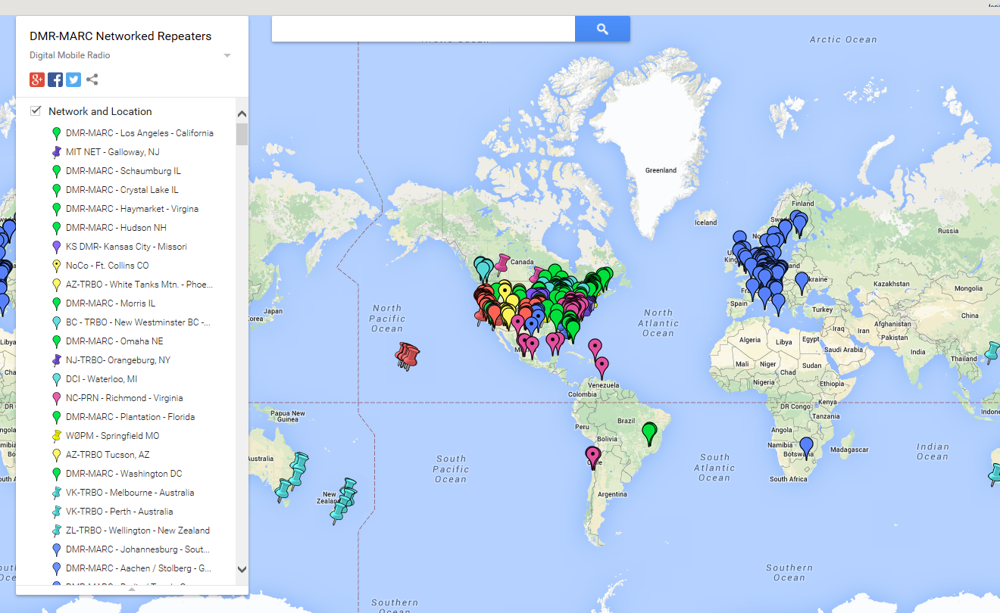 DMR-MARC Networked Repeaters
Digital Mobile Radio
Network and Location
DMR-MARC - Los Angeles - California
MIT NET - Galloway, NJ
DMR-MARC - Schaumburg IL
DMR-MARC - Crystal Lake IL
DMR-MARC - Haymarket - Virgina
DMR-MARC - Hudson NH
KS DMR- Kansas City - Missori
NoCo - Ft. Collins CO
AZ-TRBO - White Tanks Mtn. - Phoe...
DMR-MARC - Morris IL
BC - TRBO - New Westminster BC -...
DMR-MARC - Omaha NE
NJ-TRBO- Orangeburg, NY
DCI - Waterloo, MI
NC-PRN - Richmond - Virginia
DMR-MARC - Plantation - Florida
WØPM - Springfield MO
AZ-TRBO Tucson, AZ
DMR-MARC - Washington DC
VK-TRBO - Melbourne - Australia
VK-TRBO - Perth - Australia
ZL-TRBO - Wellington - New Zealand
DMR-MARC - Johannesburg - Sout...
DMR-MARC - Aachen / Stolberg - G...
Arctic Ocean
Greenland
Iceland
Finland
Russia
Canada
Kazakhstan
Mongolia
Spain
Turkey
China
Japan
North
Pacific
Ocean
North
Atlantic
Ocean
Afghanistan
Iraq
Iran
Algeria
Libya
Egypt
Saudi Arabia
India
Thailand
Mali
Niger
Chad
Sudan
Nigeria
Ethiopia
Venezuela
Colombia
DR Congo
Kenya
Tanzania
Papua New
Guinea
Peru
Brazil
Bolivia
Angola
Namibia
Botswana
Madagascar
Chile
South
Pacific
Ocean
South
Atlantic
Ocean
Indian
Ocean
South Africa
Argentina
New
Southern
Ocean
Southern
Ocean